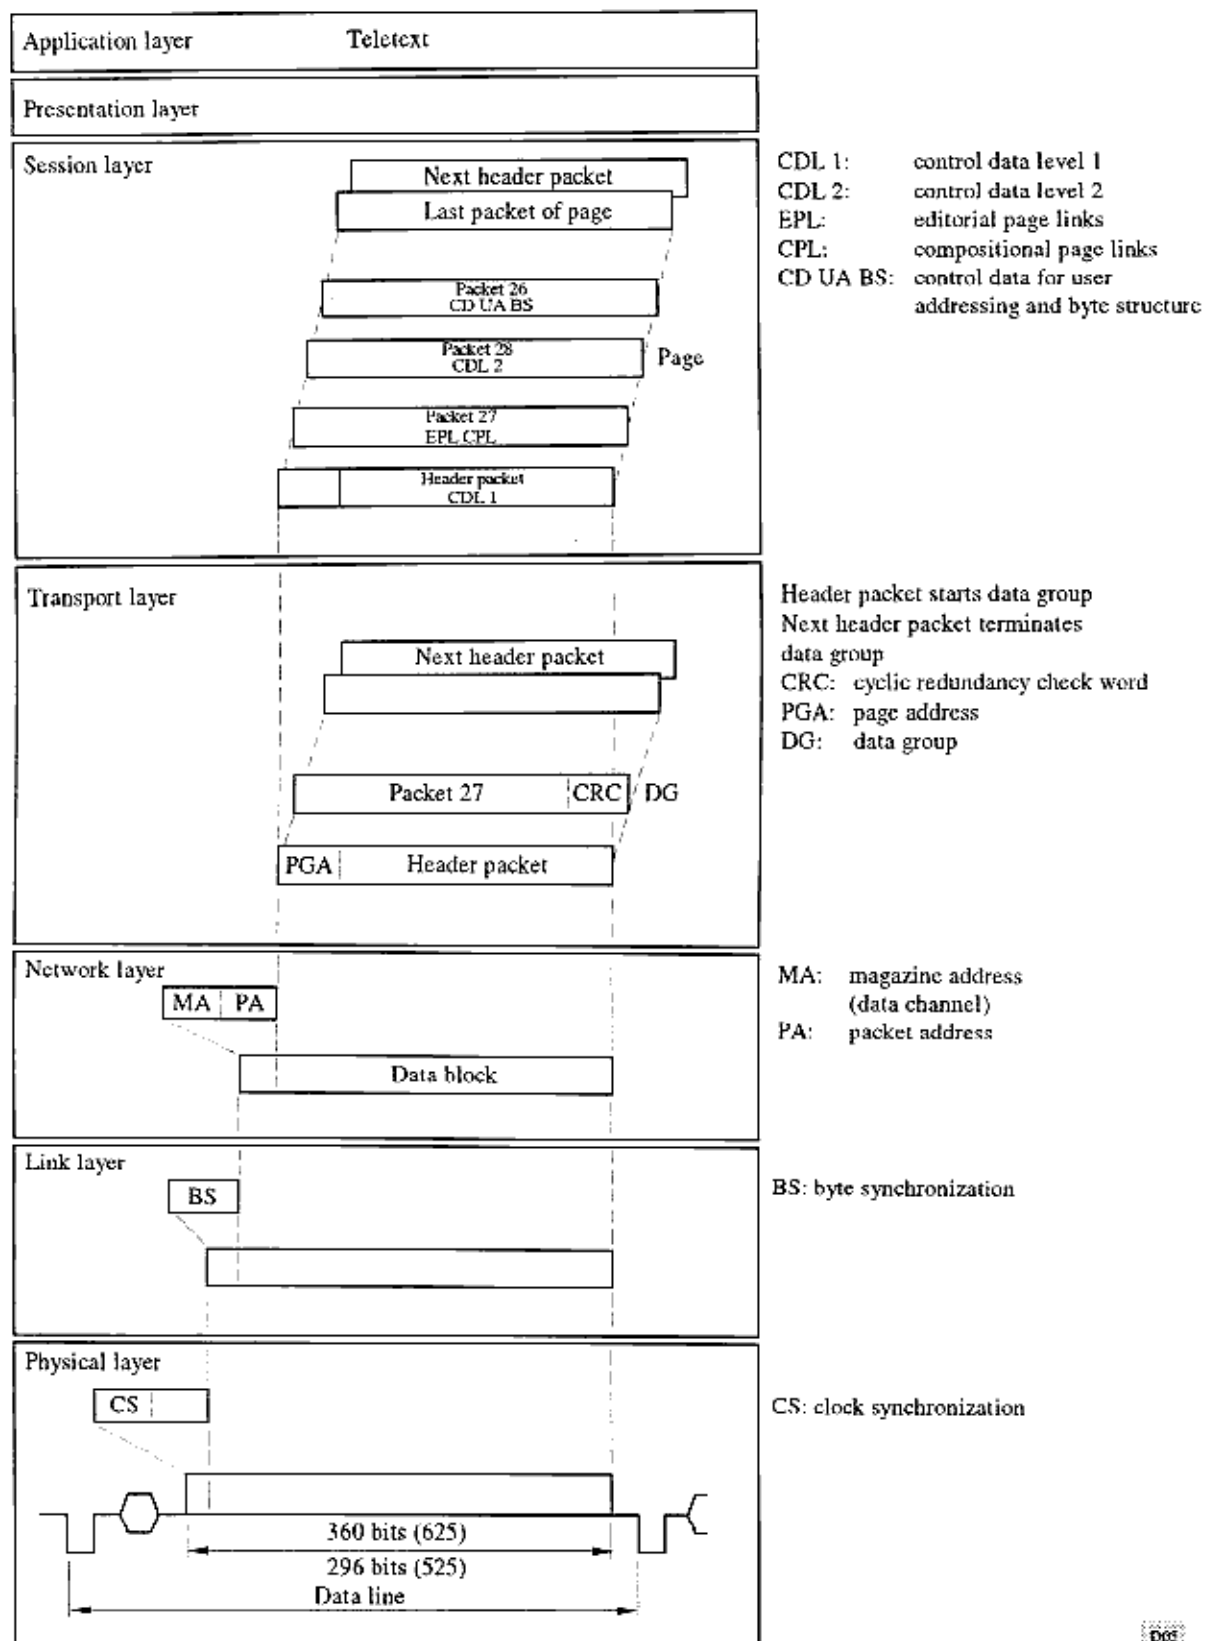 Application layer Teletext
Presentation layer
Session layer
Next header packet
Last packet of page
Packet 26
CD UA BS
Packet 28
CDL 2
Page
Packet 27
EPL CPL
Header packet
CDL 1
CDL 1: control data level 1
CDL 2: control data level 2
EPL: editorial page links
CPL: compositional page links
CD UA BS: control data for user
addressing and byte structure
Transport layer
Next header packet
Packet 27 CRC DG
PGA Header packet
Header packet starts data group
Next header packet terminates
data group
CRC: cyclic redundancy check word
PGA: page address
DG: data group
Network layer
MA PA
Data block
MA: magazine address
(data channel)
PA: packet address
Link layer
BS
BS: byte synchronization
Physical layer
CS
CS: clock synchronization
360 bits (625)
296 bits (525)
Data line